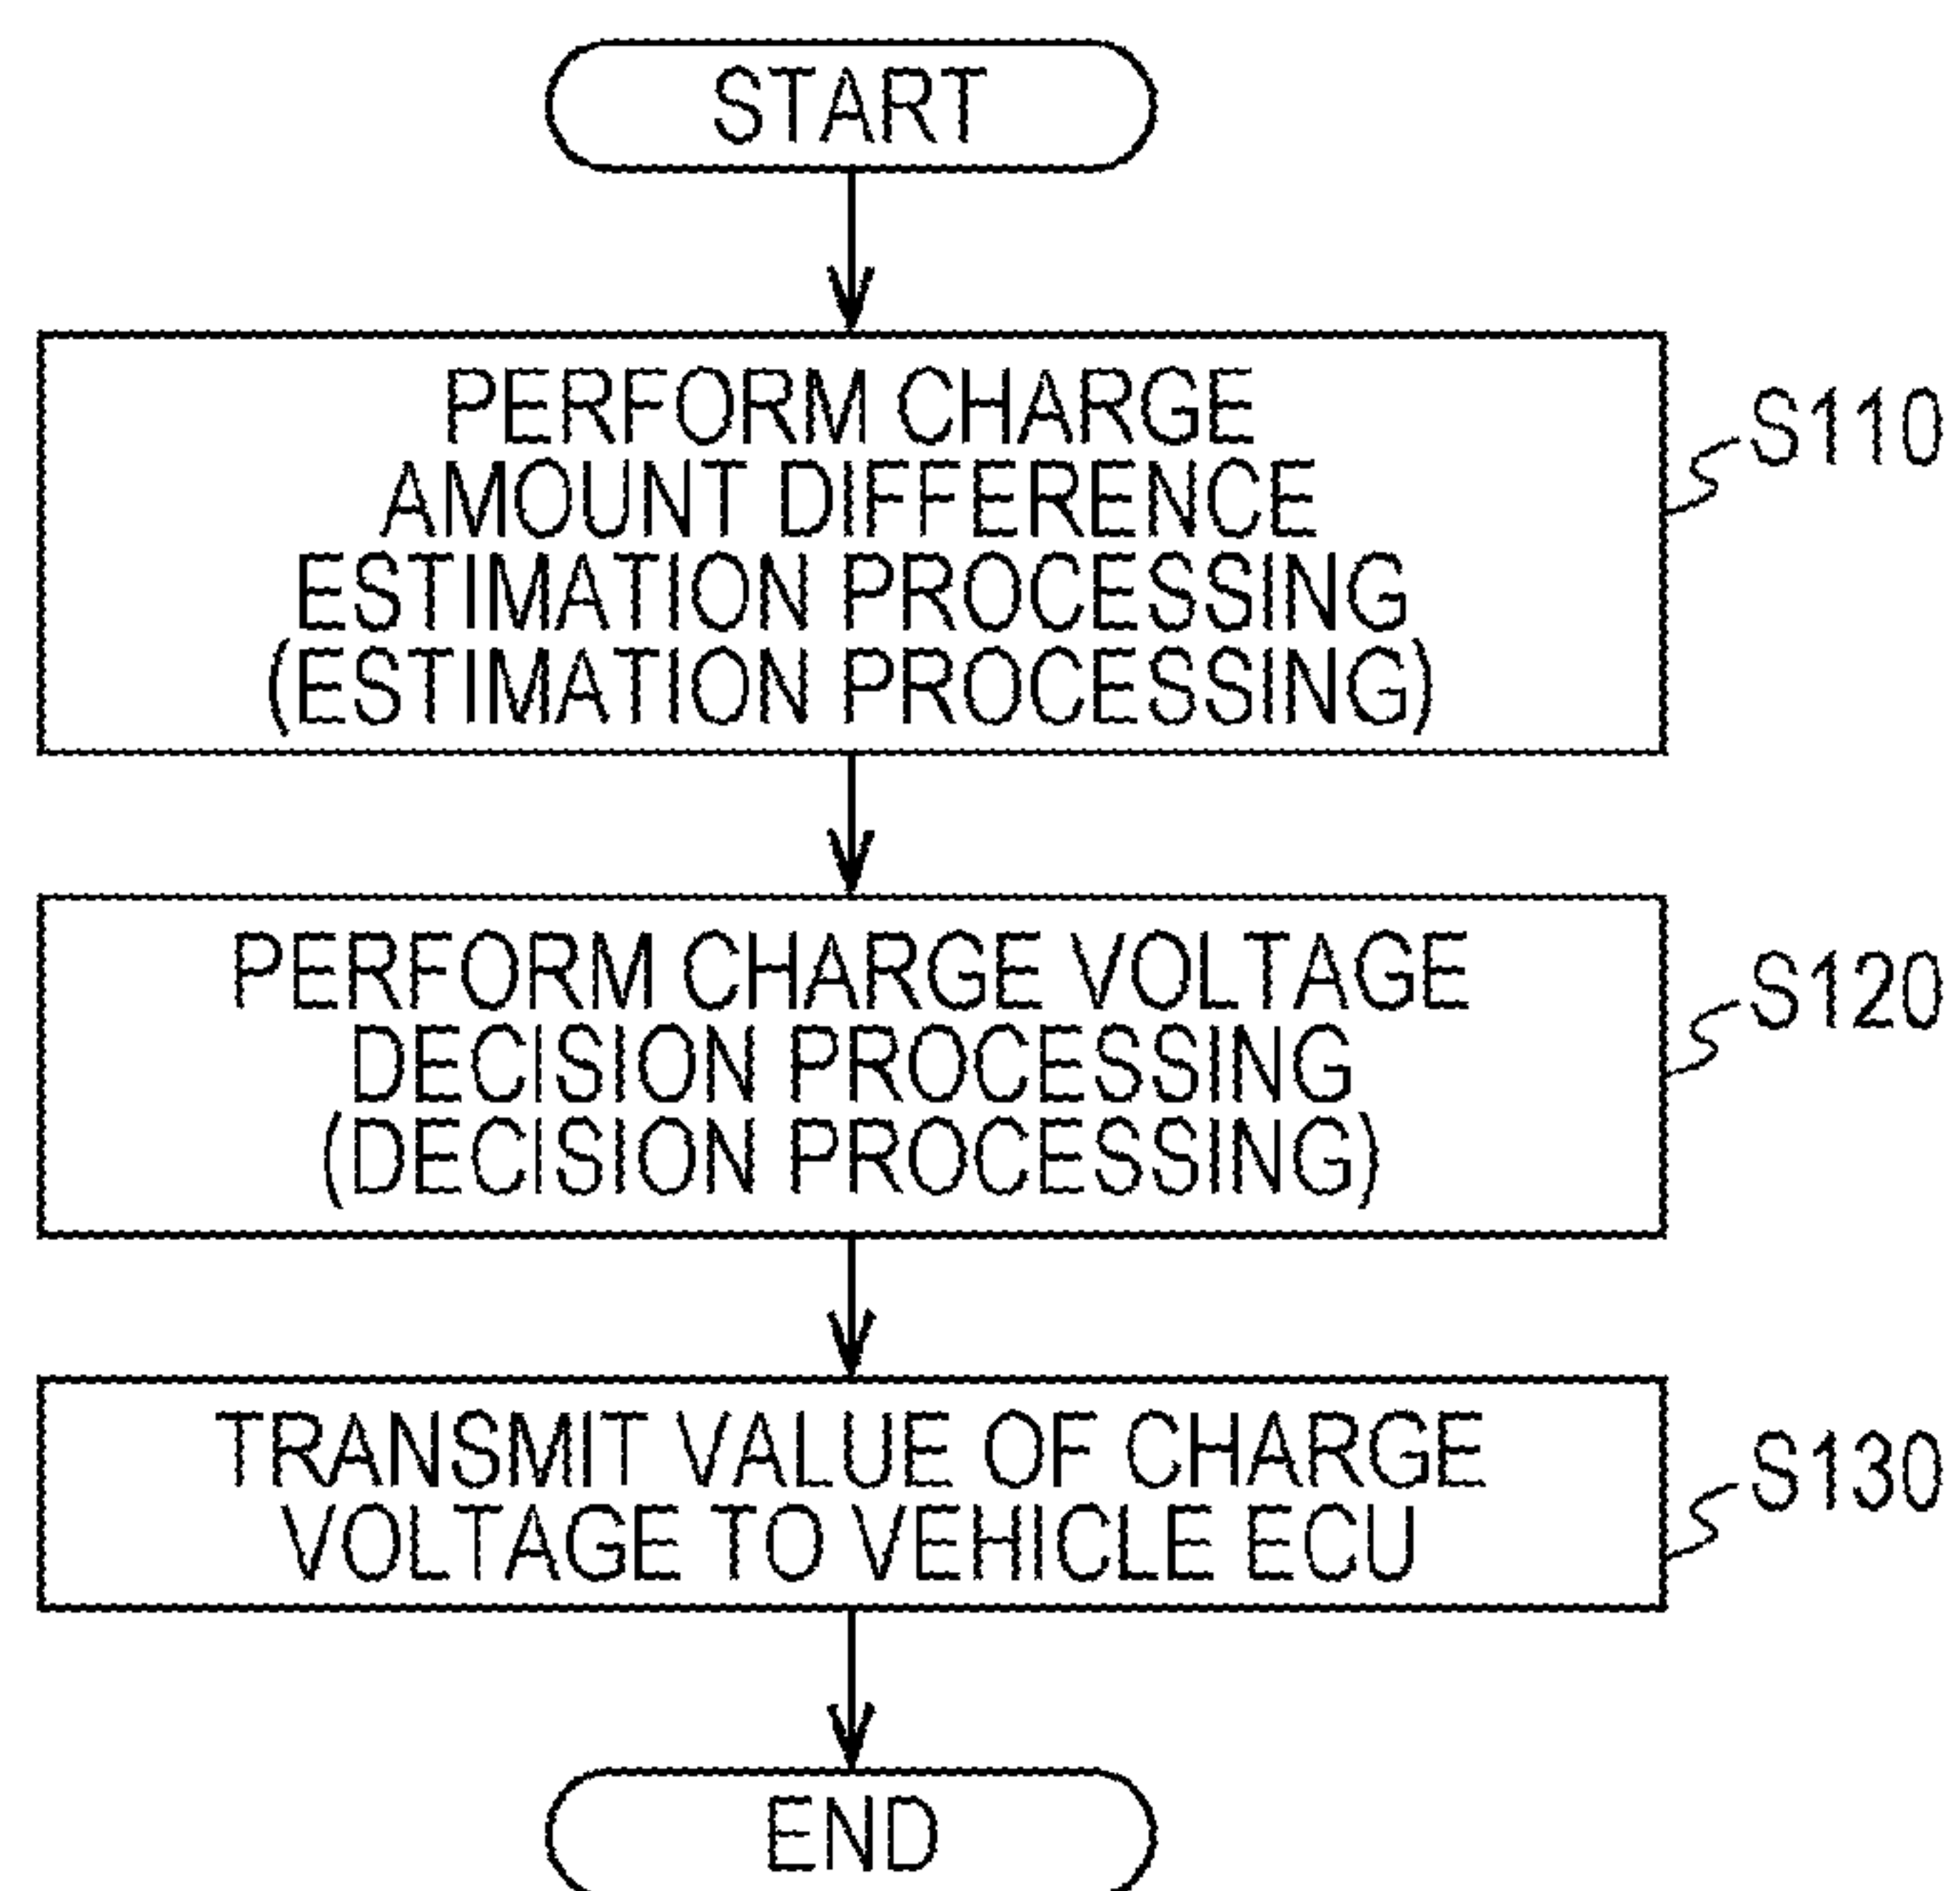 START
PERFORM CHARGE
AMOUNT DIFFERENCE
ESTIMATION PROCESSING
(ESTIMATION PROCESSING)
S110
PERFORM CHARGE VOLTAGE
DECISION PROCESSING
(DECISION PROCESSING)
S120
TRANSMIT VALUE OF CHARGE
VOLTAGE TO VEHICLE ECU
S130
END